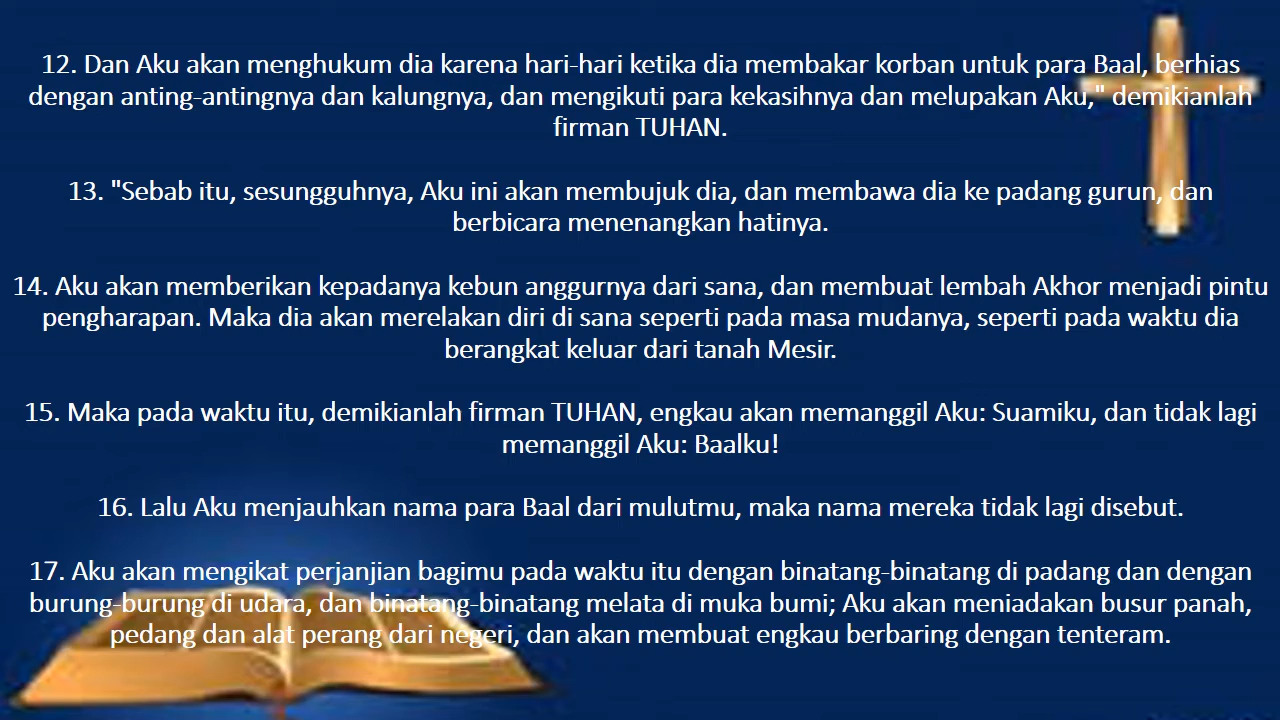 12. Dan Aku akan menghukum dia karena hari-hari ketika dia membakar korban untuk para Baal, berhias
dengan anting-antingnya dan kalungnya, dan mengikuti para kekasihnya dan melupakan Aku," demikianlah
firman TUHAN.
13. "Sebab itu, sesungguhnya, Aku ini akan membujuk dia, dan membawa dia ke padang gurun, dan
berbicara menenangkan hatinya.
14. Aku akan memberikan kepadanya kebun anggurnya dari sana, dan membuat lembah Akhor menjadi pintu
pengharapan. Maka dia akan merelakan diri di sana seperti pada masa mudanya, seperti pada waktu dia
berangkat keluar dari tanah Mesir.
15. Maka pada waktu itu, demikianlah firman TUHAN, engkau akan memanggil Aku: Suamiku, dan tidak lagi
memanggil Aku: Baalku!
16. Lalu Aku menjauhkan nama para Baal dari mulutmu, maka nama mereka tidak lagi disebut.
17. Aku akan mengikat perjanjian bagimu pada waktu itu dengan binatang-binatang di padang dan dengan
burung-burung di udara, dan binatang-binatang melata di muka bumi; Aku akan meniadakan busur panah,
pedang dan alat perang dari negeri, dan akan membuat engkau berbaring dengan tenteram.